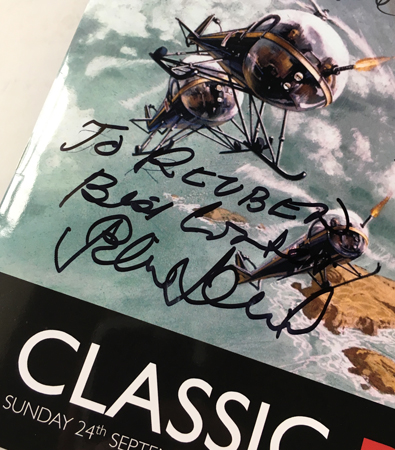 To REUBEN
Best Wishes
CLASSIC
SUNDAY 24th SEPTE